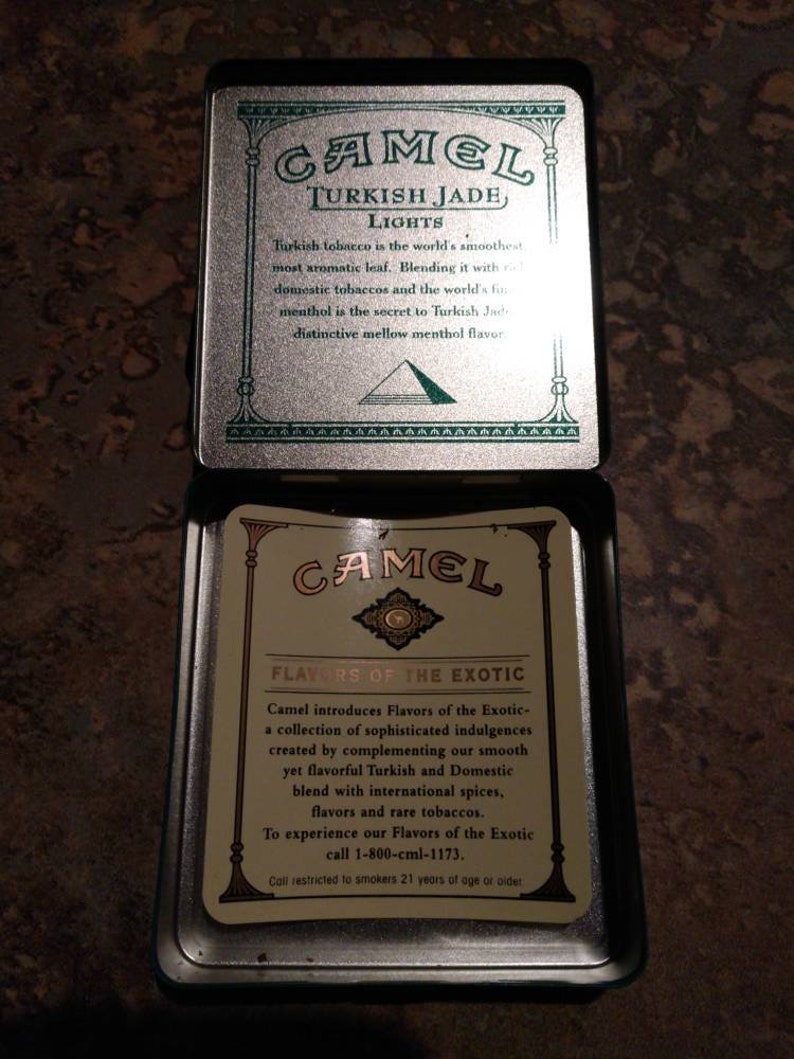 CAMEL
TURKISH JADE
LIGHTS
Turkish tobacco is the world's smoothest,
most aromatic leaf. Blending it with
domestic tobaccos and the world's
menthol is the secret to Turkish
distinctive mellow menthol flavor.
CAMEL
FLAVORS OF THE EXOTIC
Camel introduces Flavors of the Exotic-
a collection of sophisticated indulgences
created by complementing our smooth
yet flavorful Turkish and Domestic
blend with international spices,
flavors and rare tobaccos.
To experience our Flavors of the Exotic
call 1-800-cml-1173.
Call restricted to smokers 21 years of age or older